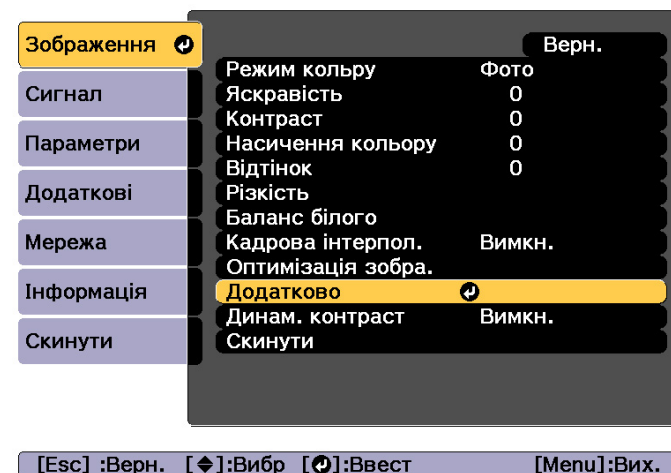 Зображення
Сигнал
Параметри
Додаткові
Мережа
Інформація
Скинути
Верн.
Режим кольру Фото
Яскравість 0
Контраст 0
Насичення кольору 0
Відтінок 0
Різкість
Баланс білого
Кадрова інтерпол. Вимкн.
Оптимізація зобра.
Додатково
Динам. контраст Вимкн.
Скинути
[Esc] :Верн. [◆]:Вибр [⏎]:Ввест [Menu]:Вих.